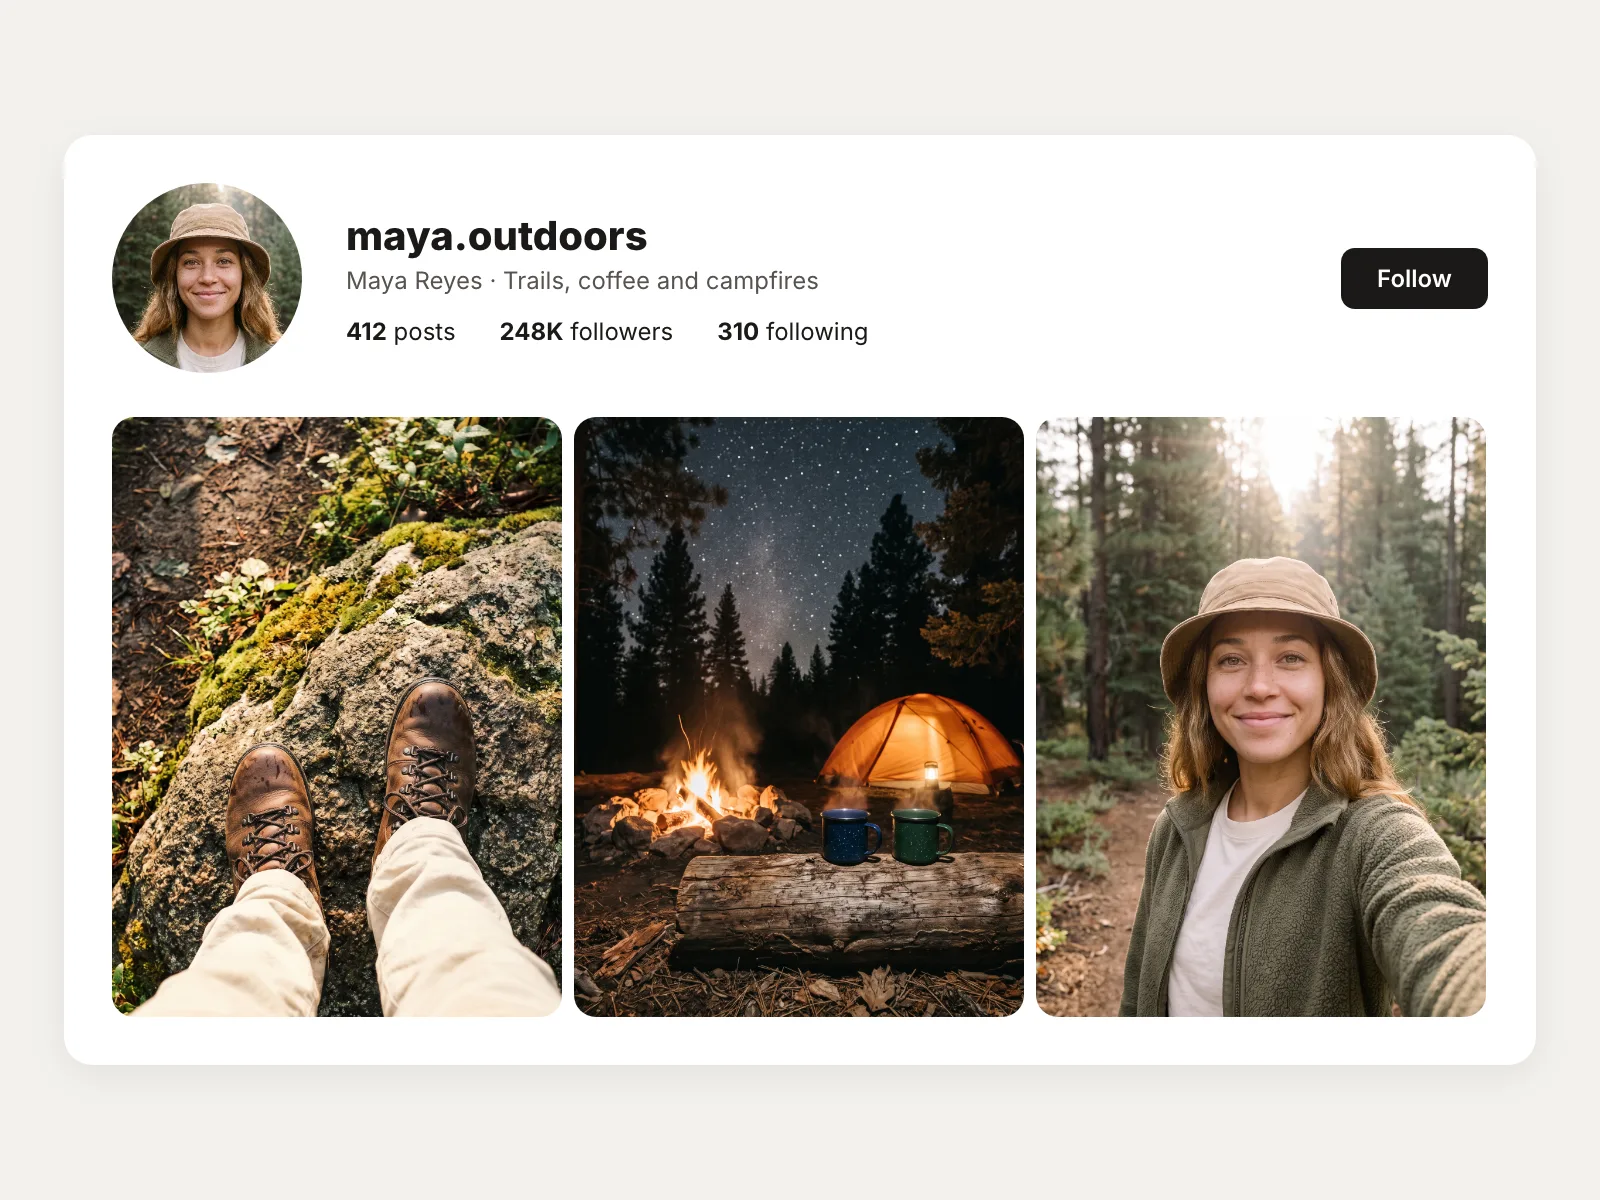 maya.outdoors
Maya Reyes · Trails, coffee and campfires
412 posts 248K followers 310 following
Follow